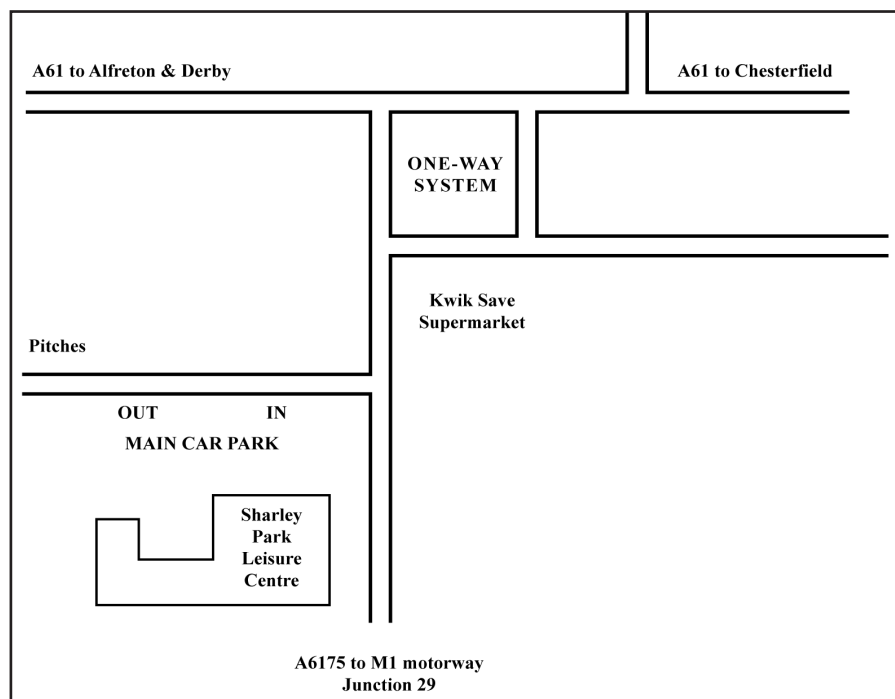 A61 to Alfreton & Derby
A61 to Chesterfield
ONE-WAY
SYSTEM
Kwik Save
Supermarket
Pitches
OUT
IN
MAIN CAR PARK
Sharley
Park
Leisure
Centre
A6175 to M1 motorway
Junction 29